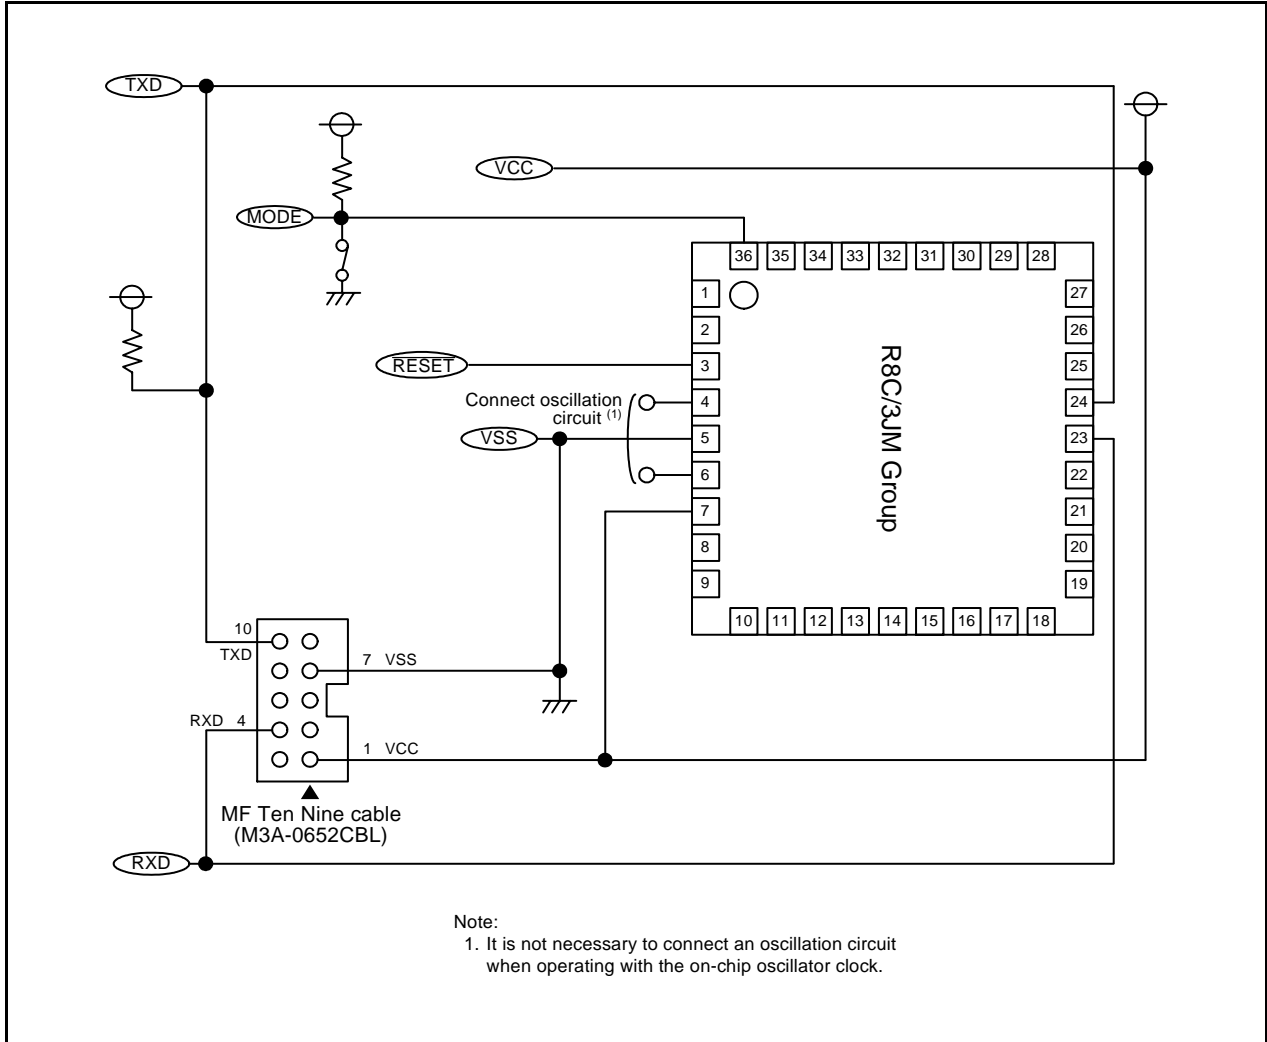 TXD
VCC
MODE
36 35 34 33 32 31 30 29 28
1
2
3
4
5
6
7
8
9
27
26
25
24
23
22
21
20
19
10 11 12 13 14 15 16 17 18
R8C/3JM Group
RESET
Connect oscillation
circuit (1)
VSS
10
TXD
7 VSS
RXD 4
1 VCC
MF Ten Nine cable
(M3A-0652CBL)
RXD
Note:
1. It is not necessary to connect an oscillation circuit
when operating with the on-chip oscillator clock.